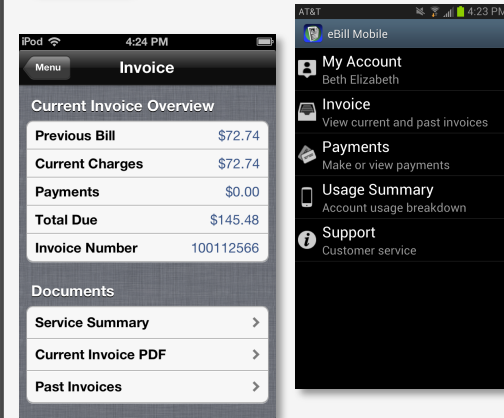 iPod 4:24 PM
Menu Invoice
Current Invoice Overview
Previous Bill $72.74
Current Charges $72.74
Payments $0.00
Total Due $145.48
Invoice Number 100112566
Documents
Service Summary
Current Invoice PDF
Past Invoices
AT&T 4:23 PM
eBill Mobile
My Account
Beth Elizabeth
Invoice
View current and past invoices
Payments
Make or view payments
Usage Summary
Account usage breakdown
Support
Customer service